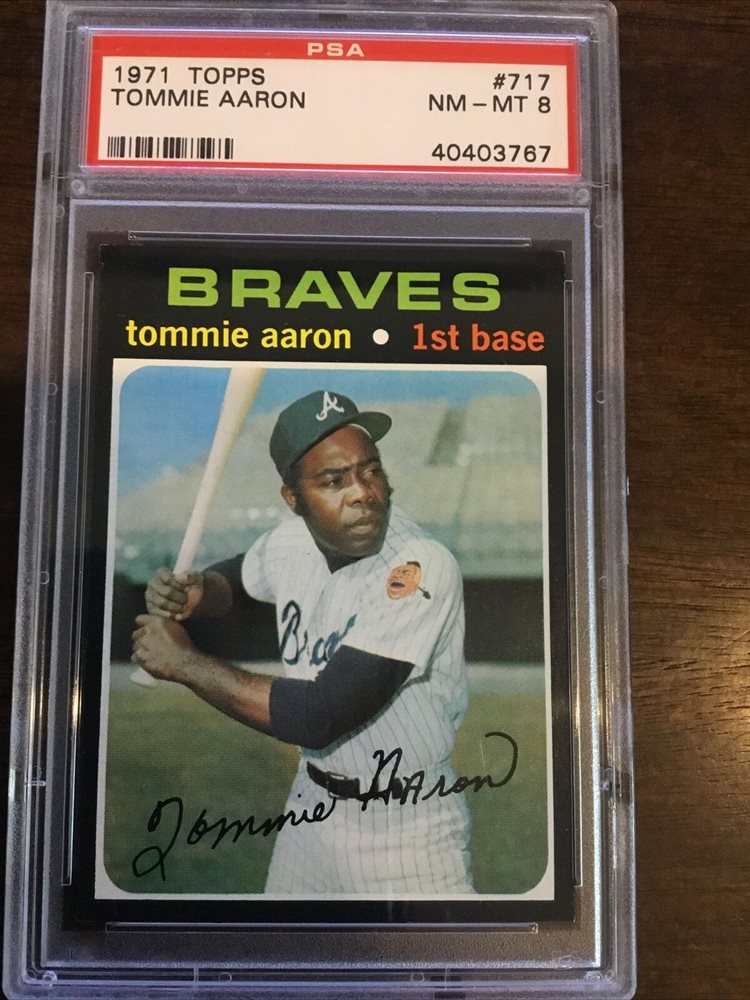 PSA
1971 TOPPS #717
TOMMIE AARON NM-MT 8
40403767
BRAVES
tommie aaron • 1st base
A
Braves
Tommie Aaron